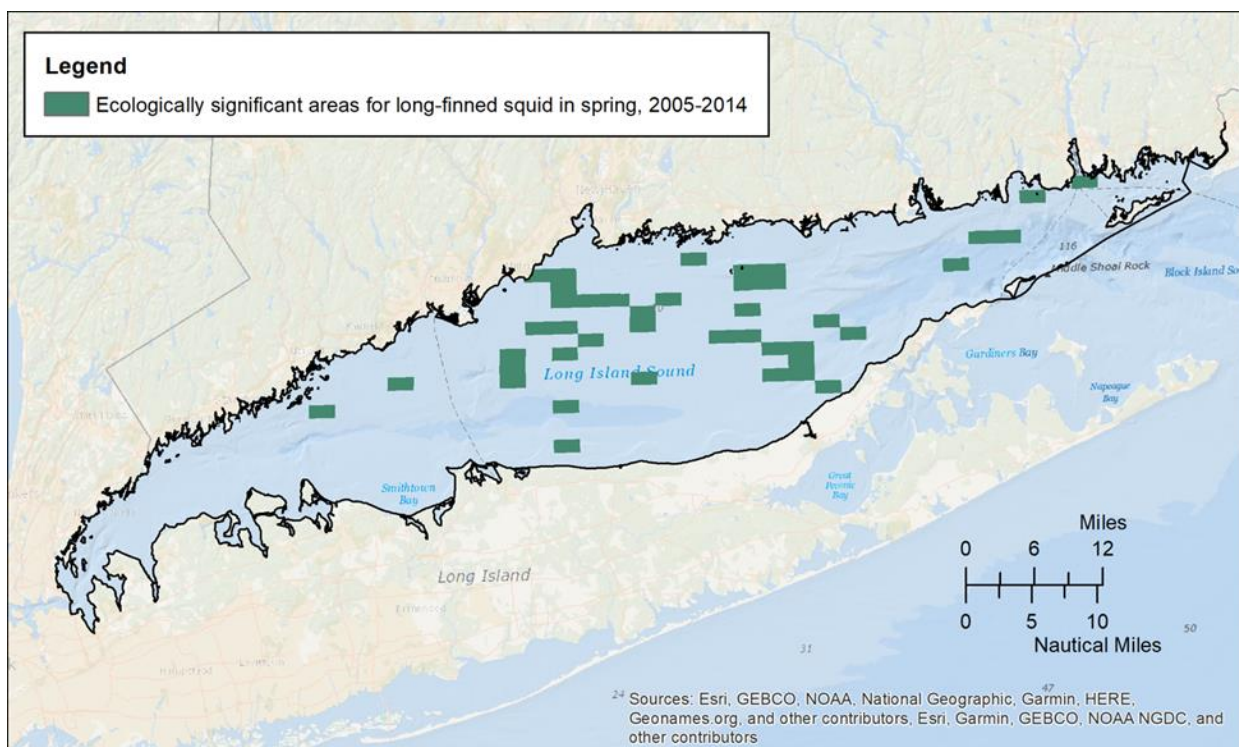 Legend
Ecologically significant areas for long-finned squid in spring, 2005-2014
116
Middle Shoal Rock
Block Island So
Long Island Sound
Gardiners Bay
Napeague
Bay
Smithtown
Bay
Great
Peconic
Bay
Long Island
Miles
0 6 12
0 5 10
Nautical Miles
50
31
47
24
Sources: Esri, GEBCO, NOAA, National Geographic, Garmin, HERE,
Geonames.org, and other contributors, Esri, Garmin, GEBCO, NOAA NGDC, and
other contributors